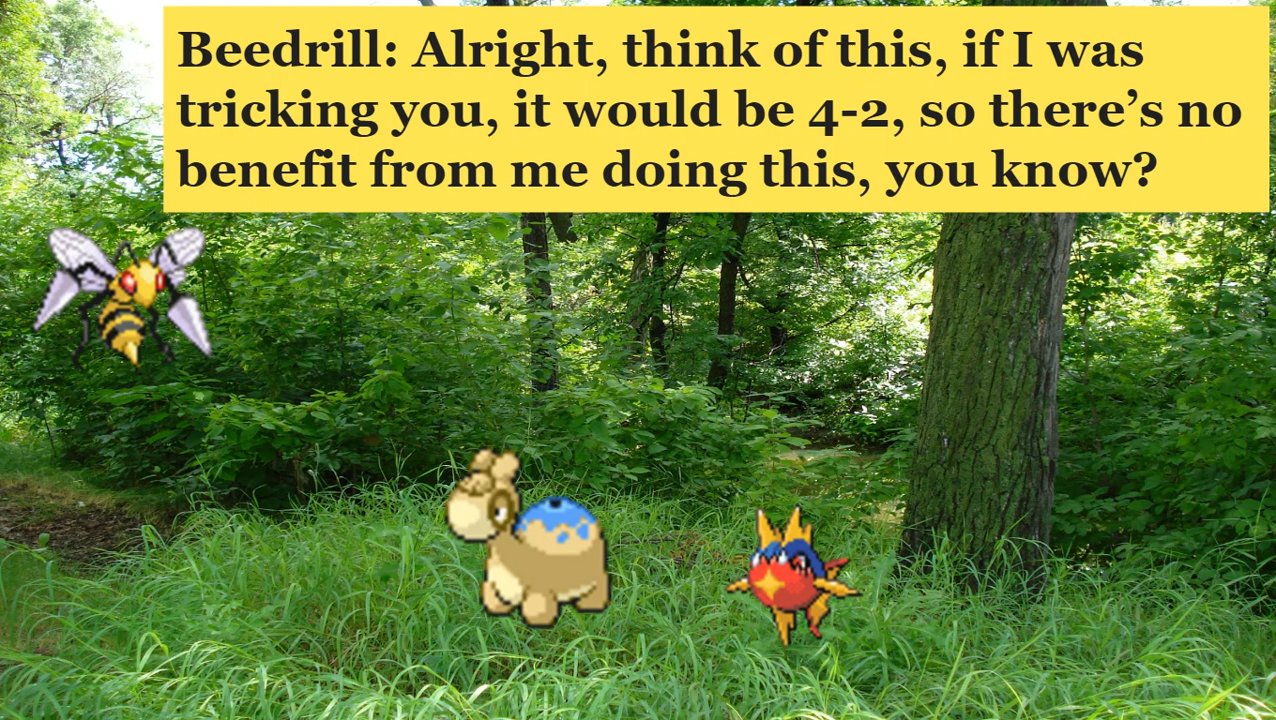 Beedrill: Alright, think of this, if I was
tricking you, it would be 4-2, so there’s no
benefit from me doing this, you know?